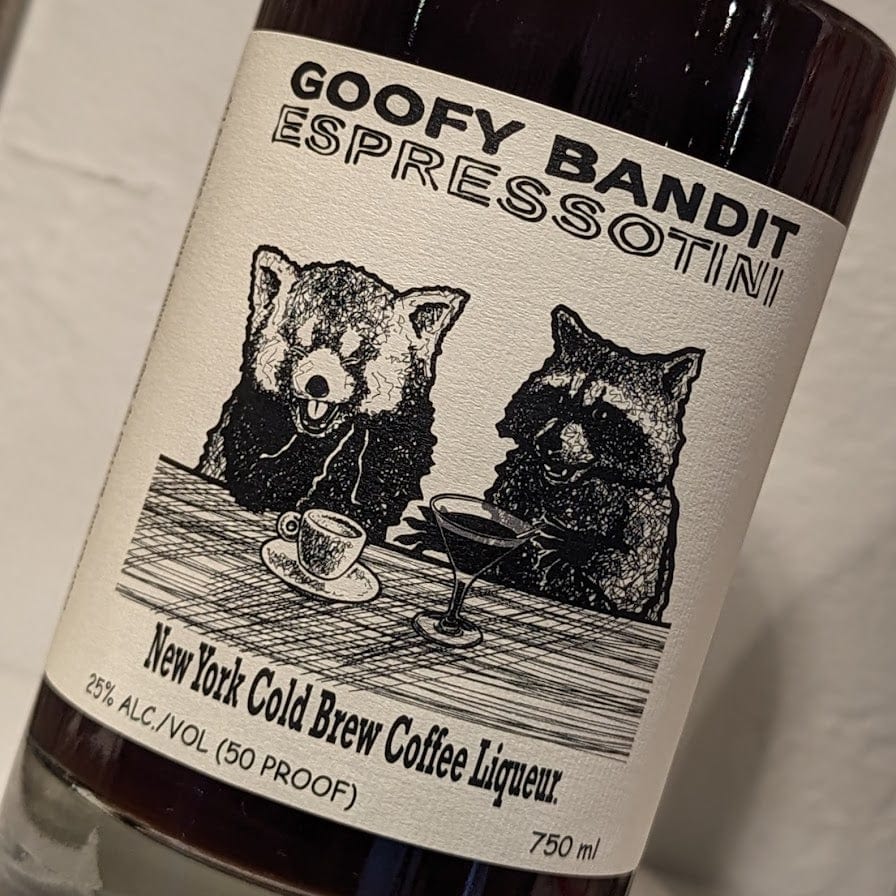 GOOFY BANDIT
ESPRESSOTINI
New York Cold Brew Coffee Liqueur.
25% ALC./VOL (50 PROOF)
750 ml